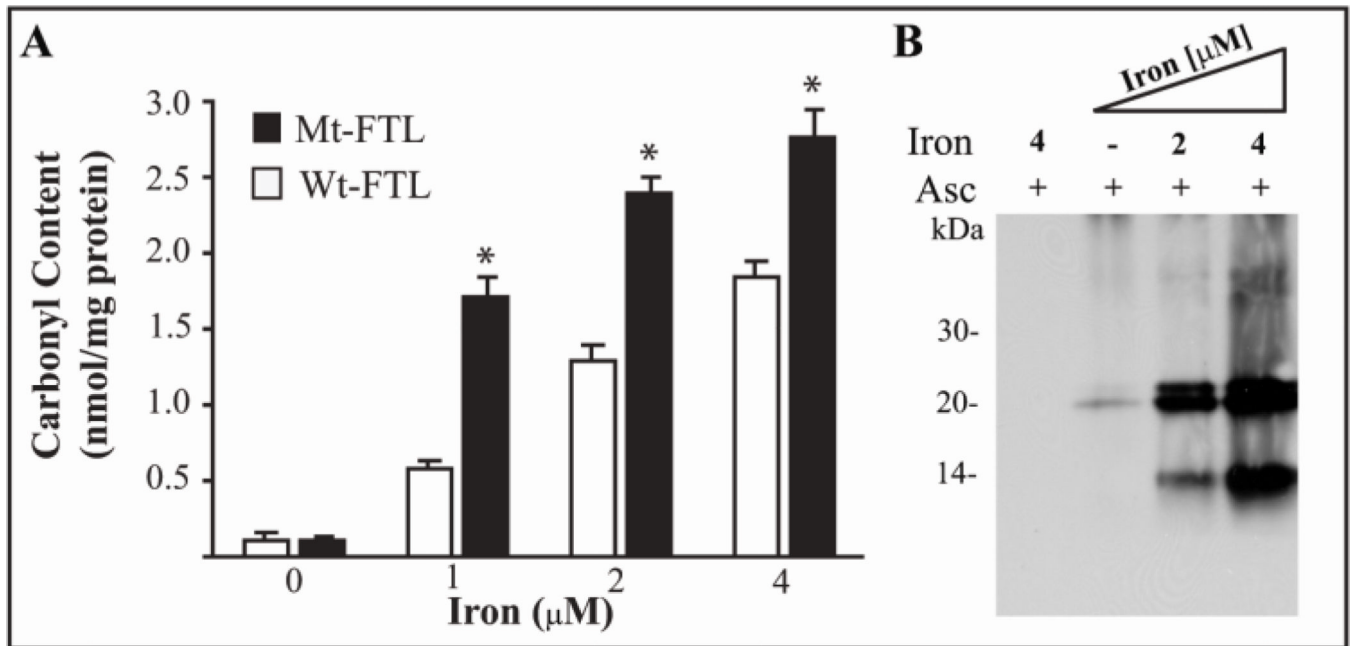 A
3.0
2.5
2.0
1.5
1.0
0.5
Carbonyl Content
(nmol/mg protein)
Mt-FTL
Wt-FTL
*
*
*
0 1 2 4
Iron (μM)
B
Iron [μM]
Iron 4 - 2 4
Asc + + + +
kDa
30-
20-
14-